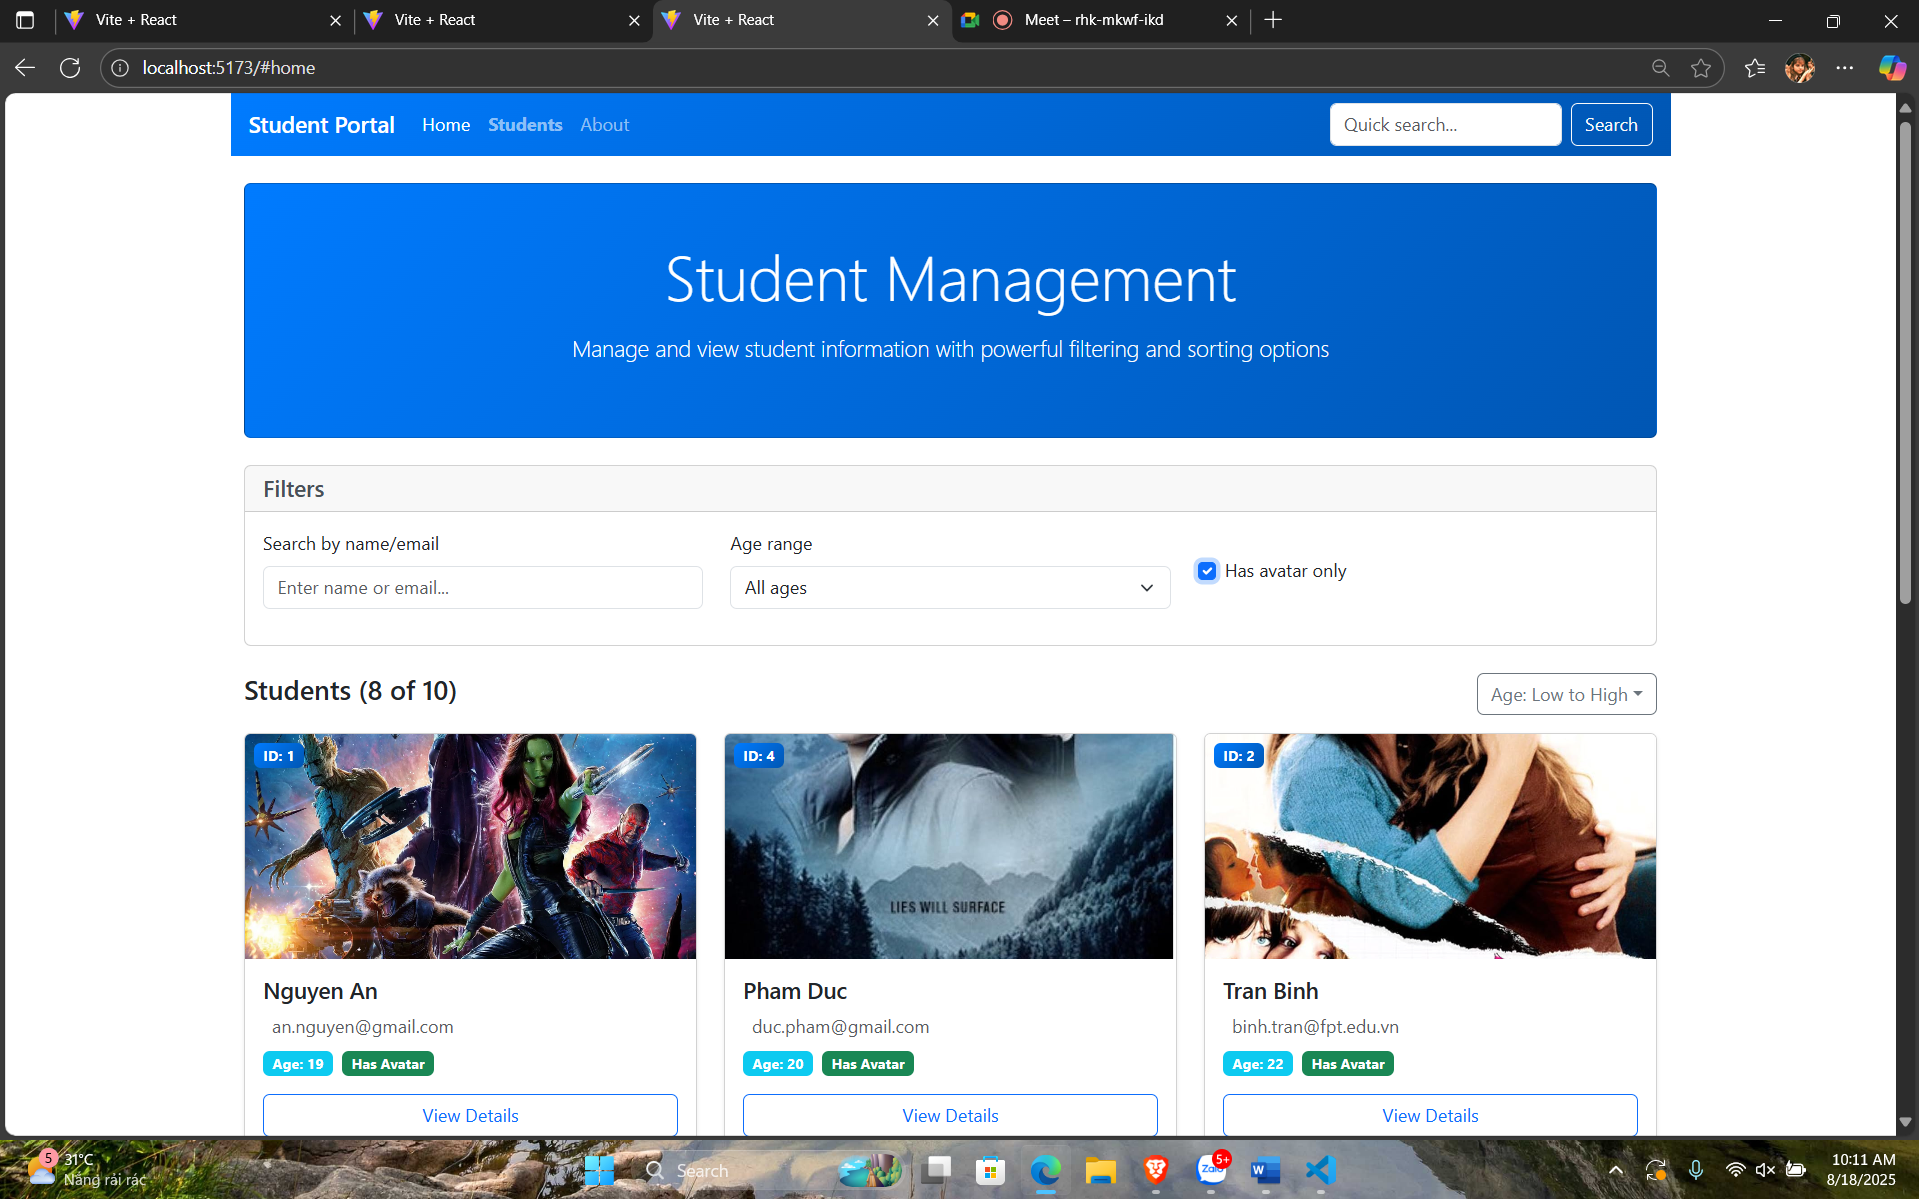 Vite + React
Vite + React
Vite + React
Meet – rhk-mkwf-ikd
localhost:5173/#home
Student Portal Home Students About
Quick search...
Search
Student Management
Manage and view student information with powerful filtering and sorting options
Filters
Search by name/email
Age range
Has avatar only
Enter name or email...
All ages
Students (8 of 10)
Age: Low to High
ID: 1
ID: 4
ID: 2
LIES WILL SURFACE
Nguyen An
an.nguyen@gmail.com
Age: 19 Has Avatar
View Details
Pham Duc
duc.pham@gmail.com
Age: 20 Has Avatar
View Details
Tran Binh
binh.tran@fpt.edu.vn
Age: 22 Has Avatar
View Details
5
31°C
Nắng rải rác
Search
Zalo
5+
W
10:11 AM
8/18/2025